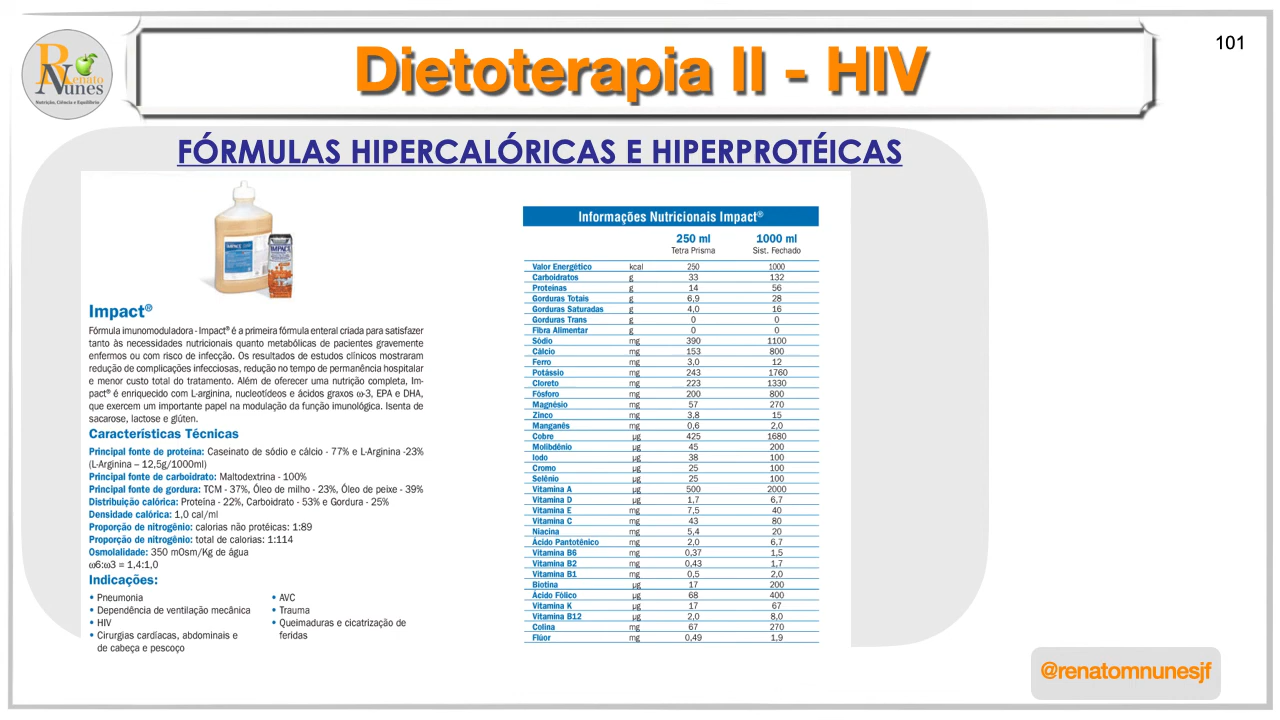 Dietoterapia II - HIV
101
RNunes
Renato
Nutrição, Ciência e Equilíbrio
FÓRMULAS HIPERCALÓRICAS E HIPERPROTÉICAS
IMPACT
Impact®
Fórmula imunomoduladora - Impact® é a primeira fórmula enteral criada para satisfazer
tanto às necessidades nutricionais quanto metabólicas de pacientes gravemente
enfermos ou com risco de infecção. Os resultados de estudos clínicos mostraram
redução de complicações infecciosas, redução no tempo de permanência hospitalar
e menor custo total do tratamento. Além de oferecer uma nutrição completa, Im-
pact® é enriquecido com L-arginina, nucleotídeos e ácidos graxos ω-3, EPA e DHA,
que exercem um importante papel na modulação da função imunológica. Isenta de
sacarose, lactose e glúten.
Características Técnicas
Principal fonte de proteína: Caseinato de sódio e cálcio - 77% e L-Arginina -23%
(L-Arginina – 12,5g/1000ml)
Principal fonte de carboidrato: Maltodextrina - 100%
Principal fonte de gordura: TCM - 37%, Óleo de milho - 23%, Óleo de peixe - 39%
Distribuição calórica: Proteína - 22%, Carboidrato - 53% e Gordura - 25%
Densidade calórica: 1,0 cal/ml
Proporção de nitrogênio: calorias não protéicas: 1:89
Proporção de nitrogênio: total de calorias: 1:114
Osmolalidade: 350 mOsm/Kg de água
ω6:ω3 = 1,4:1,0
Indicações:
• Pneumonia
• Dependência de ventilação mecânica
• HIV
• Cirurgias cardíacas, abdominais e
de cabeça e pescoço
• AVC
• Trauma
• Queimaduras e cicatrização de
feridas
Informações Nutricionais Impact®
250 ml 1000 ml
Tetra Prisma Sist. Fechado
Valor Energético kcal 250 1000
Carboidratos g 33 132
Proteínas g 14 56
Gorduras Totais g 6,9 28
Gorduras Saturadas g 4,0 16
Gorduras Trans g 0 0
Fibra Alimentar g 0 0
Sódio mg 390 1100
Cálcio mg 153 800
Ferro mg 3,0 12
Potássio mg 243 1760
Cloreto mg 223 1330
Fósforo mg 200 800
Magnésio mg 57 270
Zinco mg 3,8 15
Manganês mg 0,6 2,0
Cobre µg 425 1680
Molibdênio µg 45 200
Iodo µg 38 100
Cromo µg 25 100
Selênio µg 25 100
Vitamina A µg 500 2000
Vitamina D µg 1,7 6,7
Vitamina E mg 7,5 40
Vitamina C mg 43 80
Niacina mg 5,4 20
Ácido Pantotênico mg 2,0 6,7
Vitamina B6 mg 0,37 1,5
Vitamina B2 mg 0,43 1,7
Vitamina B1 mg 0,5 2,0
Biotina µg 17 200
Ácido Fólico µg 68 400
Vitamina K µg 17 67
Vitamina B12 µg 2,0 8,0
Colina mg 67 270
Flúor mg 0,49 1,9
@renatomnunesjf